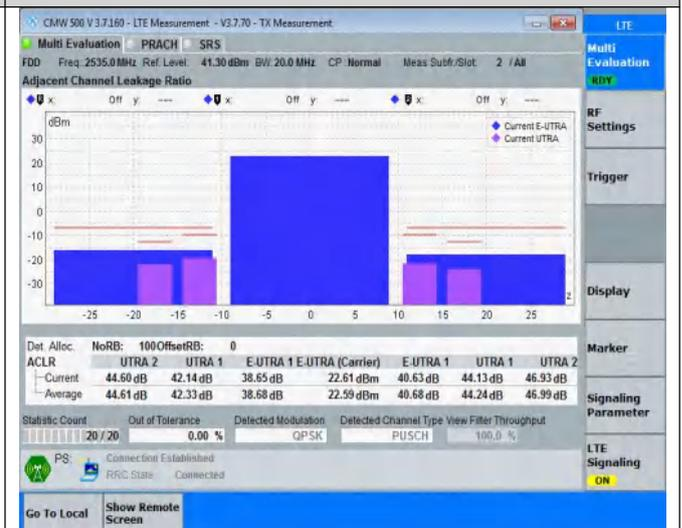 CMW 500 V 3.7.160 - LTE Measurement - V3.7.70 - TX Measurement
LTE
Multi Evaluation PRACH SRS
Multi Evaluation
RDY
FDD Freq.: 2535.0 MHz Ref. Level: 41.30 dBm BW: 20.0 MHz CP: Normal Meas Subfr./Slot: 2 / All
Adjacent Channel Leakage Ratio
x: Off y: --- x: Off y: --- x: Off y: ---
dBm
Current E-UTRA
Current UTRA
30
20
10
0
-10
-20
-30
-25 -20 -15 -10 -5 0 5 10 15 20 25
RF Settings
Trigger
Display
Marker
Signaling Parameter
LTE Signaling
ON
Det. Alloc. NoRB: 100 OffsetRB: 0
ACLR UTRA 2 UTRA 1 E-UTRA 1 E-UTRA (Carrier) E-UTRA 1 UTRA 1 UTRA 2
Current 44.60 dB 42.14 dB 38.65 dB 22.61 dBm 40.63 dB 44.13 dB 46.93 dB
Average 44.61 dB 42.33 dB 38.68 dB 22.59 dBm 40.68 dB 44.24 dB 46.99 dB
Statistic Count Out of Tolerance Detected Modulation Detected Channel Type View Filter Throughput
20 / 20 0.00 % QPSK PUSCH 100.0 %
PS: Connection Established
RRC State Connected
Go To Local
Show Remote Screen